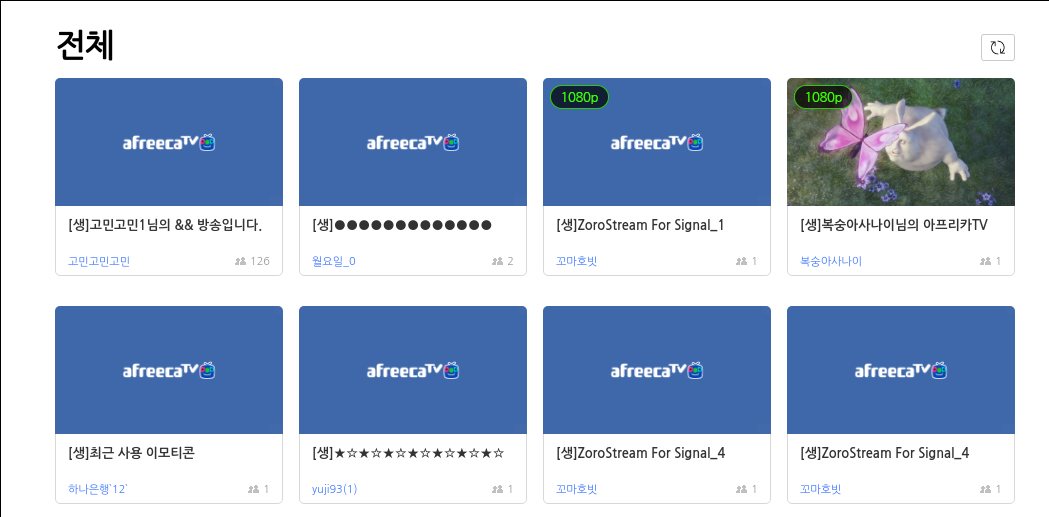 전체
afreecaTV
afreecaTV
1080p
afreecaTV
1080p
[생]고민고민1님의 && 방송입니다.
고민고민고민
126
[생]●●●●●●●●●●●●●
월요일_0
2
[생]ZoroStream For Signal_1
꼬마호빗
1
[생]복숭아사나이님의 아프리카TV
복숭아사나이
1
afreecaTV
afreecaTV
afreecaTV
afreecaTV
[생]최근 사용 이모티콘
하나은행`12`
1
[생]★☆★☆★☆★☆★☆★☆★☆
yuji93(1)
1
[생]ZoroStream For Signal_4
꼬마호빗
1
[생]ZoroStream For Signal_4
꼬마호빗
1